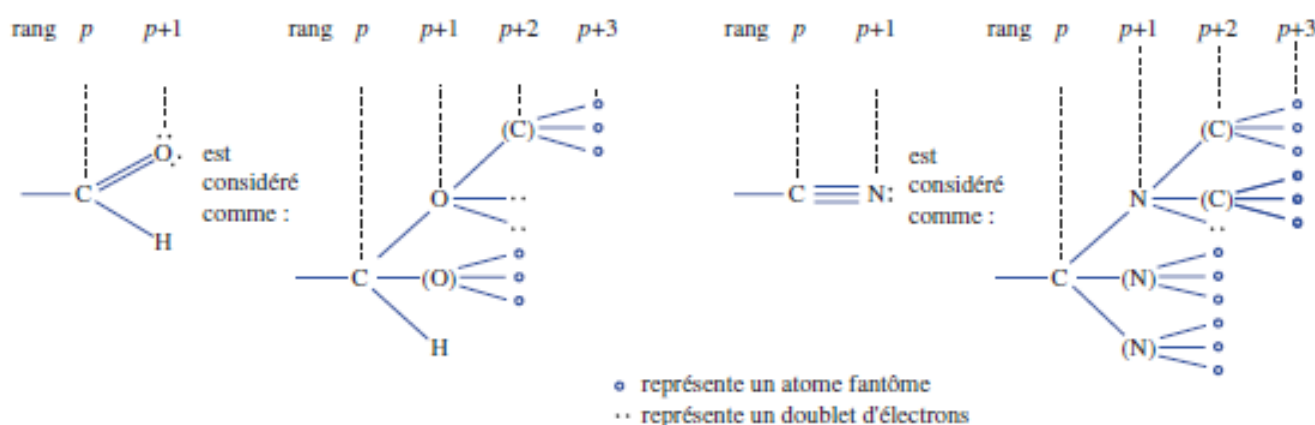 rang p p+1 rang p p+1 p+2 p+3 rang p p+1 rang p p+1 p+2 p+3
(C) (C)
O est est
C considéré O C N: considéré N (C)
comme : comme :
H
C (O) C (N)
H (N)
représente un atome fantôme
·· représente un doublet d'électrons